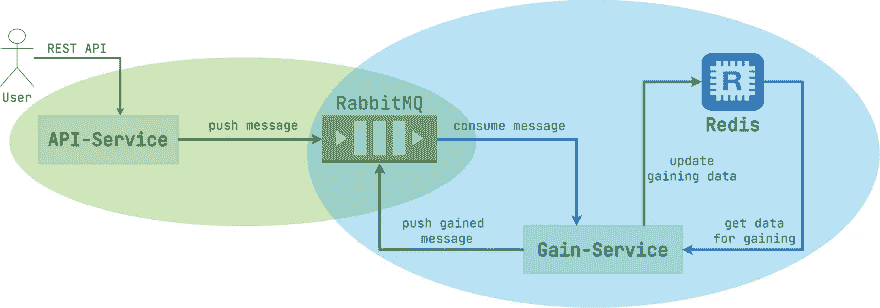 REST API
User
API-Service
push message
RabbitMQ
consume message
R
Redis
update
gaining data
push gained
message
Gain-Service
get data
for gaining